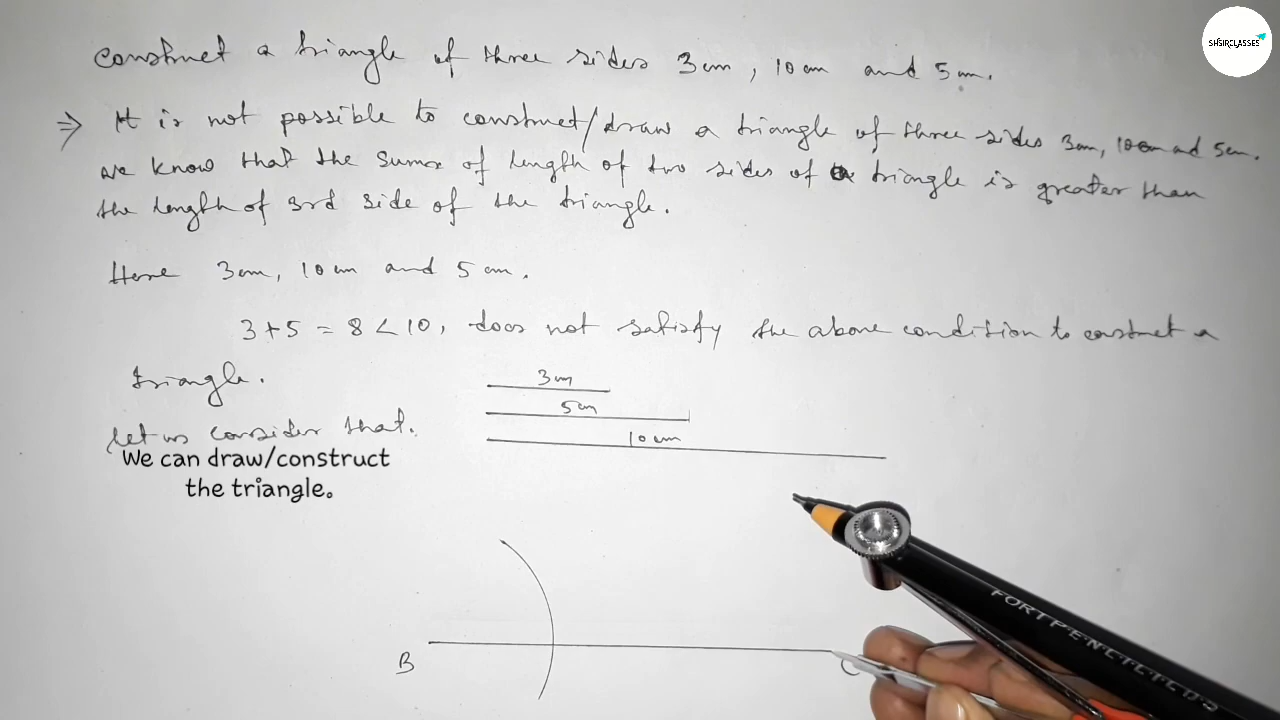 SHSIRCLASSES
construct a triangle of three sides 3cm, 10cm and 5cm.
⇒ It is not possible to construct/draw a triangle of three sides 3cm, 10cm and 5cm.
we know that the sum of length of two sides of a triangle is greater than
the length of 3rd side of the triangle.
Here 3cm, 10cm and 5cm.
3+5 = 8 < 10, does not satisfy the above condition to constuct a
triangle.
3cm
5cm
10cm
let us consider that.
We can draw/construct
the triangle.
B
C
FORTPENCILED